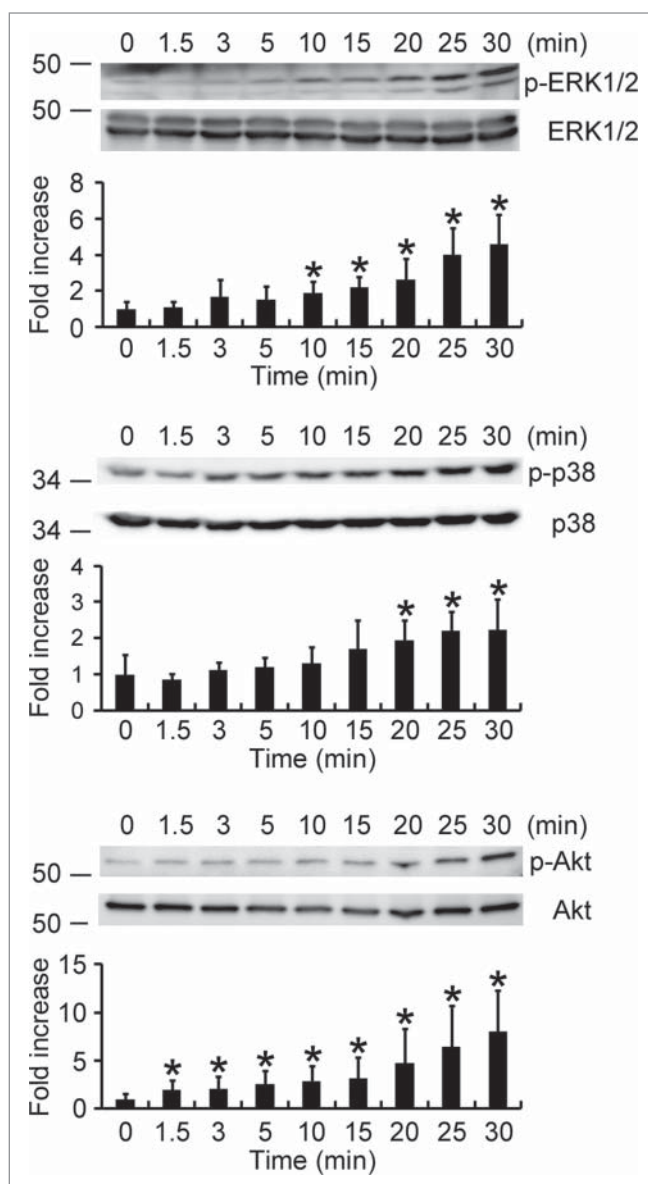 0 1.5 3 5 10 15 20 25 30 (min)
50 —
p-ERK1/2
50 —
ERK1/2
Fold increase
8
6
4
2
0
* * * * *
0 1.5 3 5 10 15 20 25 30
Time (min)
0 1.5 3 5 10 15 20 25 30 (min)
34 — p-p38
34 — p38
Fold increase
4
3
2
1
0
* * *
0 1.5 3 5 10 15 20 25 30
Time (min)
0 1.5 3 5 10 15 20 25 30 (min)
50 — p-Akt
50 — Akt
Fold increase
15
10
5
0
* * * * * * * *
0 1.5 3 5 10 15 20 25 30
Time (min)